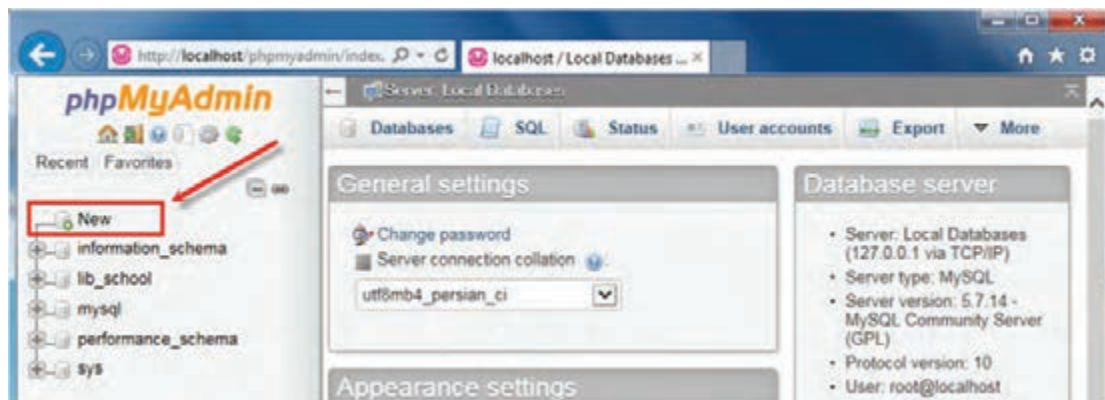 http://localhost/phpmyadmin/index.
localhost / Local Databases ...
phpMyAdmin
Recent Favorites
New
information_schema
lib_school
mysql
performance_schema
sys
Server: Local Databases
Databases SQL Status User accounts Export More
General settings
Change password
Server connection collation
utf8mb4_persian_ci
Appearance settings
Database server
Server: Local Databases
(127.0.0.1 via TCP/IP)
Server type: MySQL
Server version: 5.7.14 -
MySQL Community Server
(GPL)
Protocol version: 10
User: root@localhost